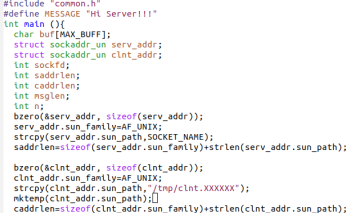 #include "common.h"
#define MESSAGE "Hi Server!!!"
int main (){
char buf[MAX_BUFF];
struct sockaddr_un serv_addr;
struct sockaddr_un clnt_addr;
int sockfd;
int saddrlen;
int caddrlen;
int msglen;
int n;
bzero(&serv_addr, sizeof(serv_addr));
serv_addr.sun_family=AF_UNIX;
strcpy(serv_addr.sun_path,SOCKET_NAME);
saddrlen=sizeof(serv_addr.sun_family)+strlen(serv_addr.sun_path);
bzero(&clnt_addr, sizeof(clnt_addr));
clnt_addr.sun_family=AF_UNIX;
strcpy(clnt_addr.sun_path,"/tmp/clnt.XXXXXX");
mktemp(clnt_addr.sun_path);
caddrlen=sizeof(clnt_addr.sun_family)+strlen(clnt_addr.sun_path);